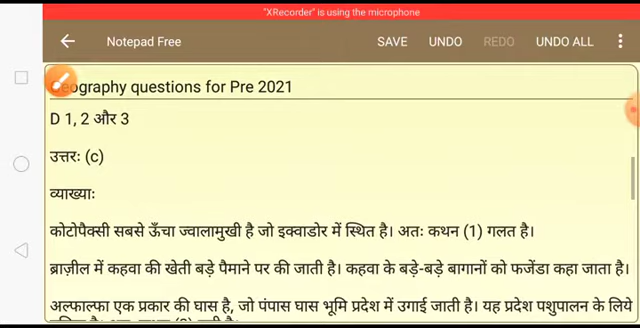 "XRecorder" is using the microphone
Notepad Free SAVE UNDO REDO UNDO ALL
Geography questions for Pre 2021
D 1, 2 और 3
उत्तरः (c)
व्याख्याः
कोटोपैक्सी सबसे ऊँचा ज्वालामुखी है जो इक्वाडोर में स्थित है। अतः कथन (1) गलत है।
ब्राज़ील में कहवा की खेती बड़े पैमाने पर की जाती है। कहवा के बड़े-बड़े बागानों को फजेंडा कहा जाता है।
अल्फाल्फा एक प्रकार की घास है, जो पंपास घास भूमि प्रदेश में उगाई जाती है। यह प्रदेश पशुपालन के लिये